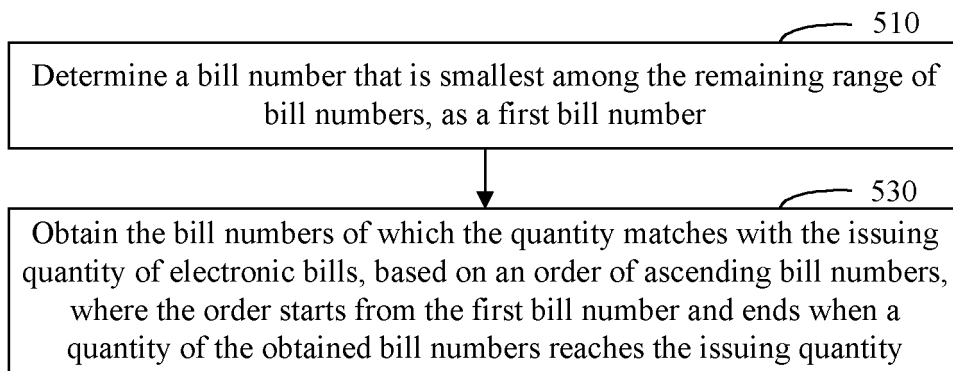 510
Determine a bill number that is smallest among the remaining range of
bill numbers, as a first bill number
530
Obtain the bill numbers of which the quantity matches with the issuing
quantity of electronic bills, based on an order of ascending bill numbers,
where the order starts from the first bill number and ends when a
quantity of the obtained bill numbers reaches the issuing quantity